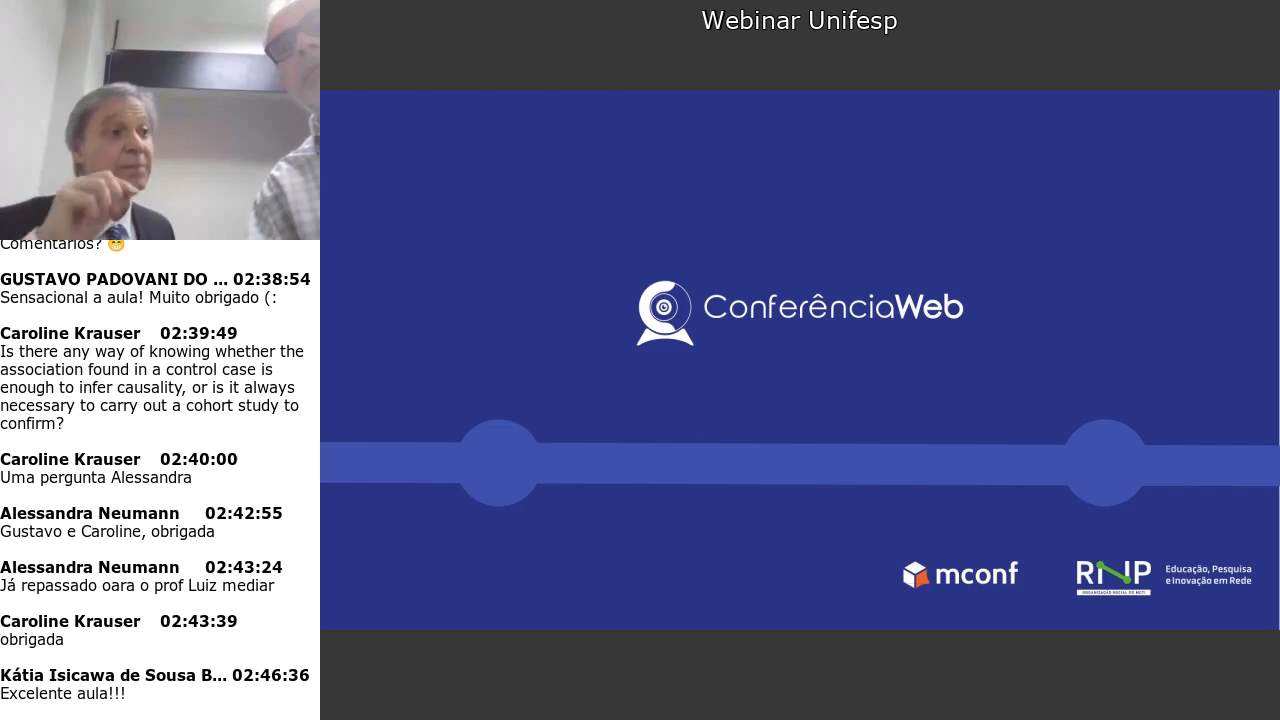 Webinar Unifesp
Comentários? 😁
GUSTAVO PADOVANI DO ... 02:38:54
Sensacional a aula! Muito obrigado (:
Caroline Krauser 02:39:49
Is there any way of knowing whether the
association found in a control case is
enough to infer causality, or is it always
necessary to carry out a cohort study to
confirm?
Caroline Krauser 02:40:00
Uma pergunta Alessandra
Alessandra Neumann 02:42:55
Gustavo e Caroline, obrigada
Alessandra Neumann 02:43:24
Já repassado oara o prof Luiz mediar
Caroline Krauser 02:43:39
obrigada
Kátia Isicawa de Sousa B... 02:46:36
Excelente aula!!!
ConferênciaWeb
mconf
RNP
ORGANIZAÇÃO SOCIAL DO MCTI
Educação, Pesquisa
e Inovação em Rede